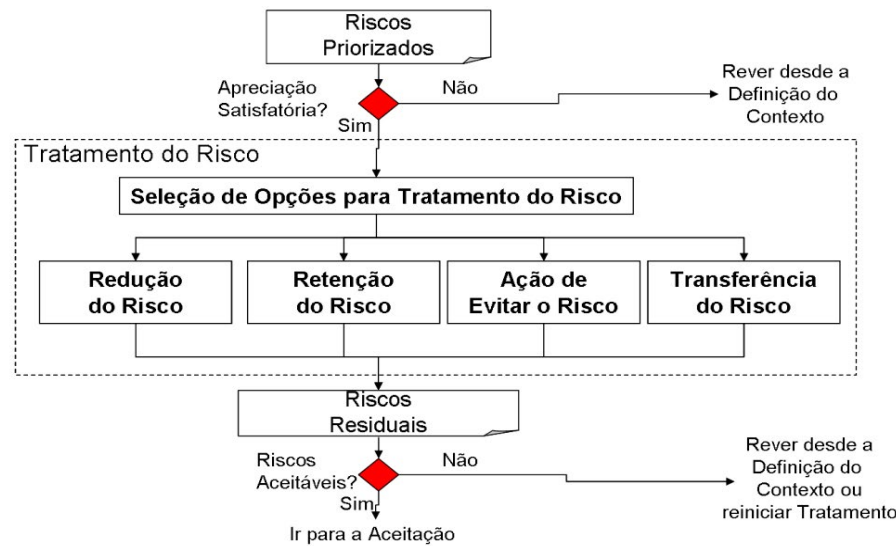 Riscos
Priorizados
Apreciação
Satisfatória?
Não
Rever desde a
Definição do
Contexto
Sim
Tratamento do Risco
Seleção de Opções para Tratamento do Risco
Redução
do Risco
Retenção
do Risco
Ação de
Evitar o Risco
Transferência
do Risco
Riscos
Residuais
Riscos
Aceitáveis?
Não
Rever desde a
Definição do
Contexto ou
reiniciar Tratamento
Sim
Ir para a Aceitação